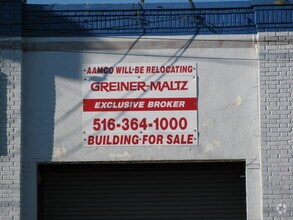 AAMCO WILL BE RELOCATING
GREINER-MALTZ
EXCLUSIVE BROKER
516-364-1000
BUILDING FOR SALE